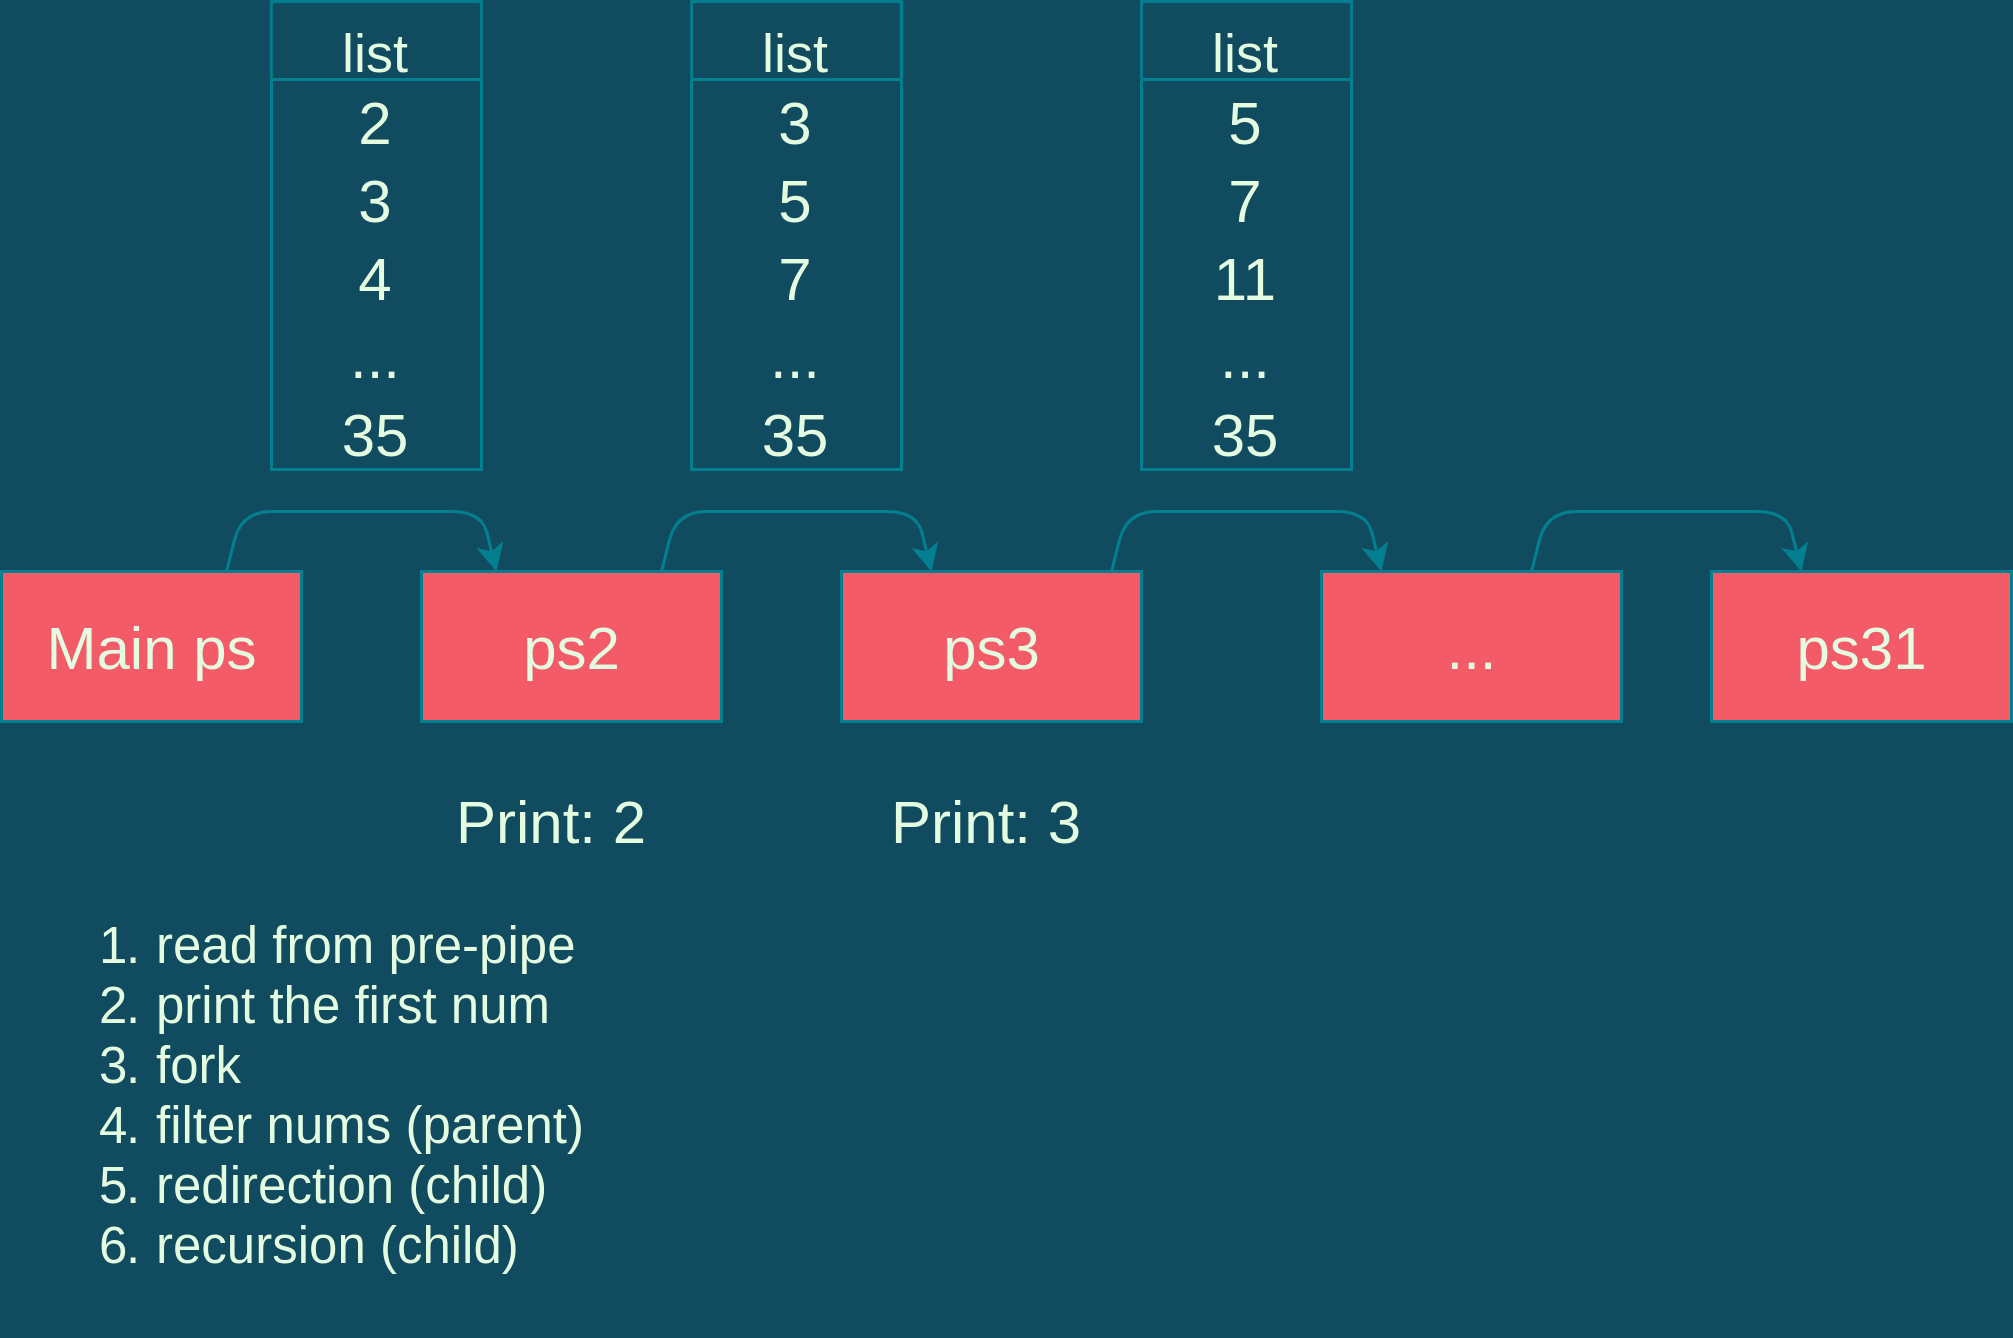 list
2
3
4
...
35
list
3
5
7
...
35
list
5
7
11
...
35
Main ps
ps2
ps3
...
ps31
Print: 2
Print: 3
1. read from pre-pipe
2. print the first num
3. fork
4. filter nums (parent)
5. redirection (child)
6. recursion (child)